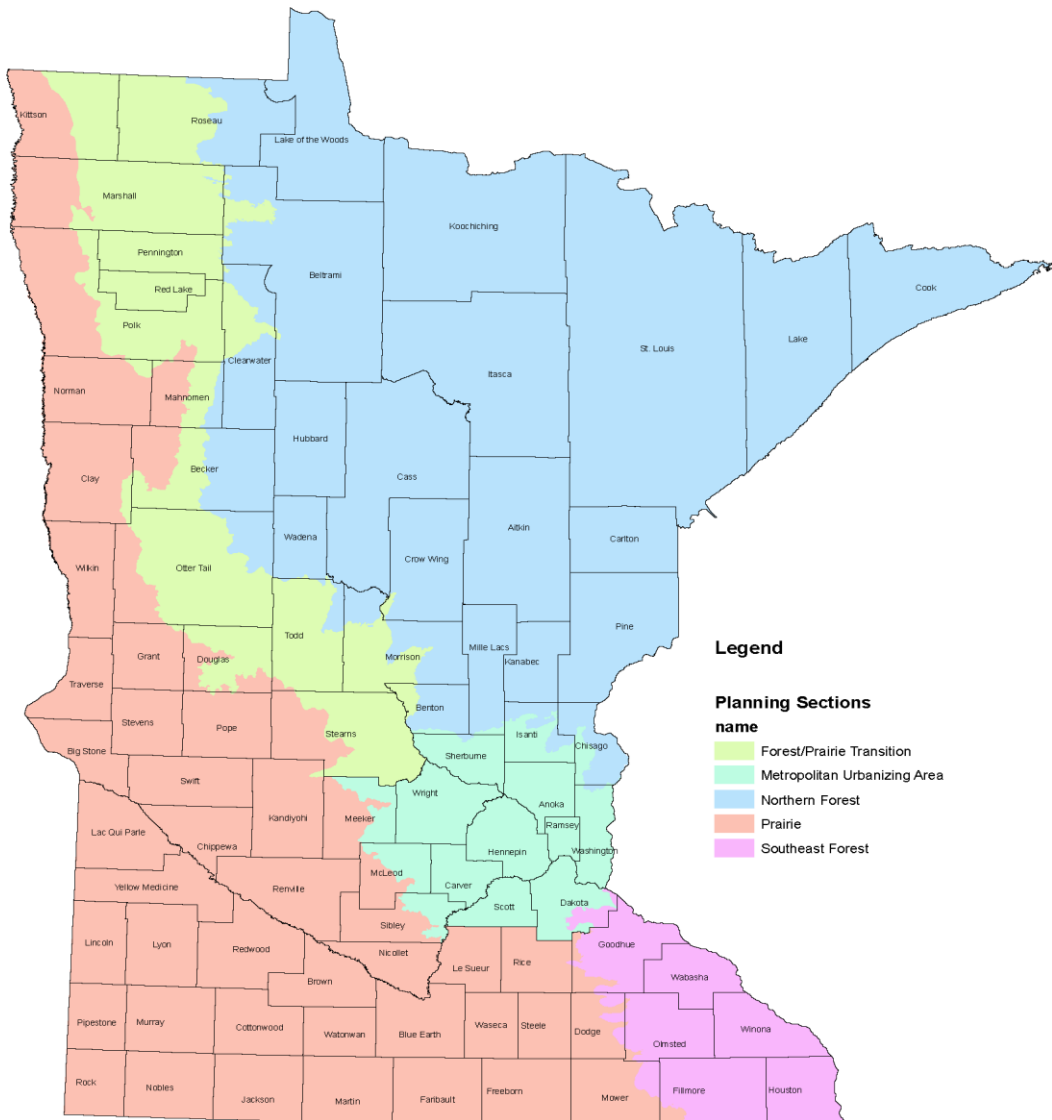 Kittson
Roseau
Lake of the Woods
Marshall
Koochiching
Pennington
Beltrami
Red Lake
Cook
Polk
St. Louis
Lake
Clearwater
Itasca
Norman
Mahnomen
Hubbard
Becker
Cass
Clay
Aitkin
Wadena
Carlton
Crow Wing
Wilkin
Otter Tail
Pine
Todd
Mille Lacs
Legend
Grant
Douglas
Morrison
Kanabec
Traverse
Planning Sections
Benton
name
Stevens
Pope
Stearns
Isanti
Chisago
Big Stone
Sherburne
Forest/Prairie Transition
Metropolitan Urbanizing Area
Swift
Wright
Northern Forest
Anoka
Kandiyohi
Meeker
Ramsey
Prairie
Lac Qui Parle
Chippewa
Hennepin
Washington
Southeast Forest
McLeod
Yellow Medicine
Renville
Carver
Scott
Dakota
Sibley
Lincoln
Lyon
Redwood
Nicollet
Goodhue
Le Sueur
Rice
Brown
Wabasha
Pipestone
Murray
Cottonwood
Watonwan
Blue Earth
Waseca
Steele
Dodge
Winona
Olmsted
Rock
Nobles
Jackson
Martin
Faribault
Freeborn
Mower
Fillmore
Houston